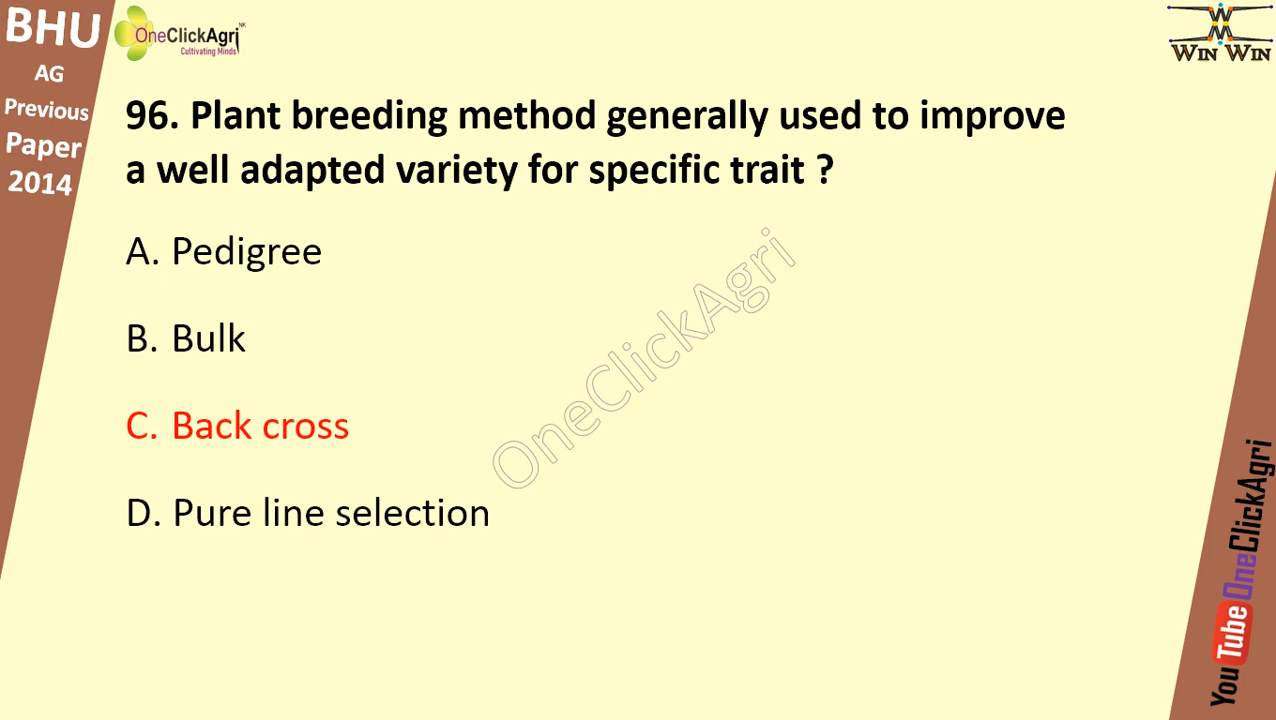 BHU
AG
Previous
Paper
2014
OneClickAgri NK
Cultivating Minds
WIN WIN
96. Plant breeding method generally used to improve
a well adapted variety for specific trait ?
A. Pedigree
B. Bulk
C. Back cross
D. Pure line selection
OneClickAgri
YouTube OneClickAgri